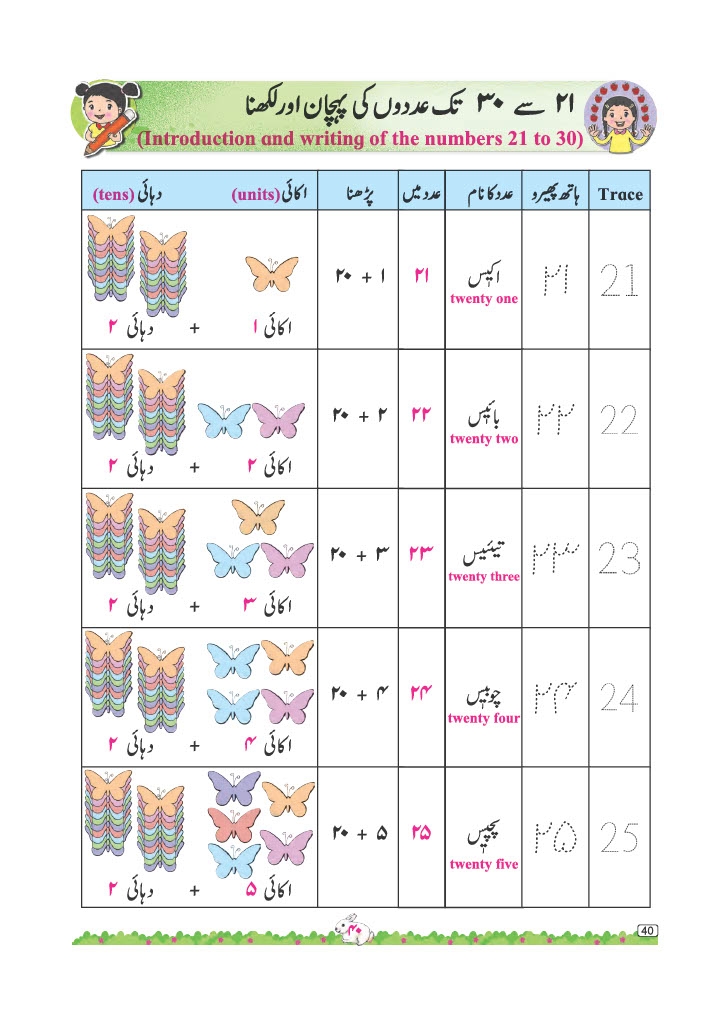 ۲۱ سے ۳۰ تک عددوں کی پہچان اور لکھنا
(Introduction and writing of the numbers 21 to 30)
دہائی (tens) اکائی (units) پڑھنا عدد میں عدد کا نام ہاتھ پھیرو Trace
۲۰ + ۱ ۲۱ اکیس ۲۱ 21
twenty one
۲ دہائی + ۱ اکائی
۲۰ + ۲ ۲۲ بائیس ۲۲ 22
twenty two
۲ دہائی + ۲ اکائی
۲۰ + ۳ ۲۳ تیئیس ۲۳ 23
twenty three
۲ دہائی + ۳ اکائی
۲۰ + ۴ ۲۴ چوبیس ۲۴ 24
twenty four
۲ دہائی + ۴ اکائی
۲۰ + ۵ ۲۵ پچیس ۲۵ 25
twenty five
۲ دہائی + ۵ اکائی
۴۰
40